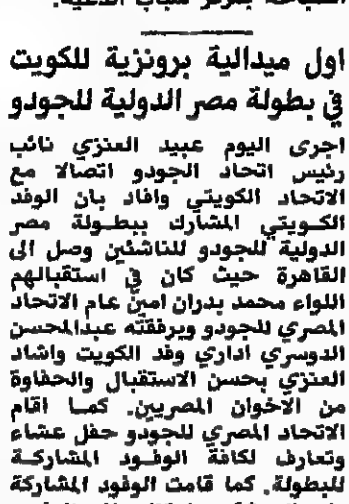 السباحة بمركز شباب الدعية.
اول ميدالية برونزية للكويت
في بطولة مصر الدولية للجودو
اجرى اليوم عبيد العنزي نائب
رئيس اتحاد الجودو اتصالا مع
الاتحاد الكويتي وافاد بان الوفد
الكويتي المشارك ببطولة مصر
الدولية للجودو للناشئين وصل الى
القاهرة حيث كان في استقبالهم
اللواء محمد بدران امين عام الاتحاد
المصري للجودو وبرفقته عبدالمحسن
الدوسري اداري وفد الكويت واشاد
العنزي بحسن الاستقبال والحفاوة
من الاخوان المصريين. كما اقام
الاتحاد المصري للجودو حفل عشاء
وتعارف لكافة الوفود المشاركة
للبطولة. كما قامت الوفود المشاركة